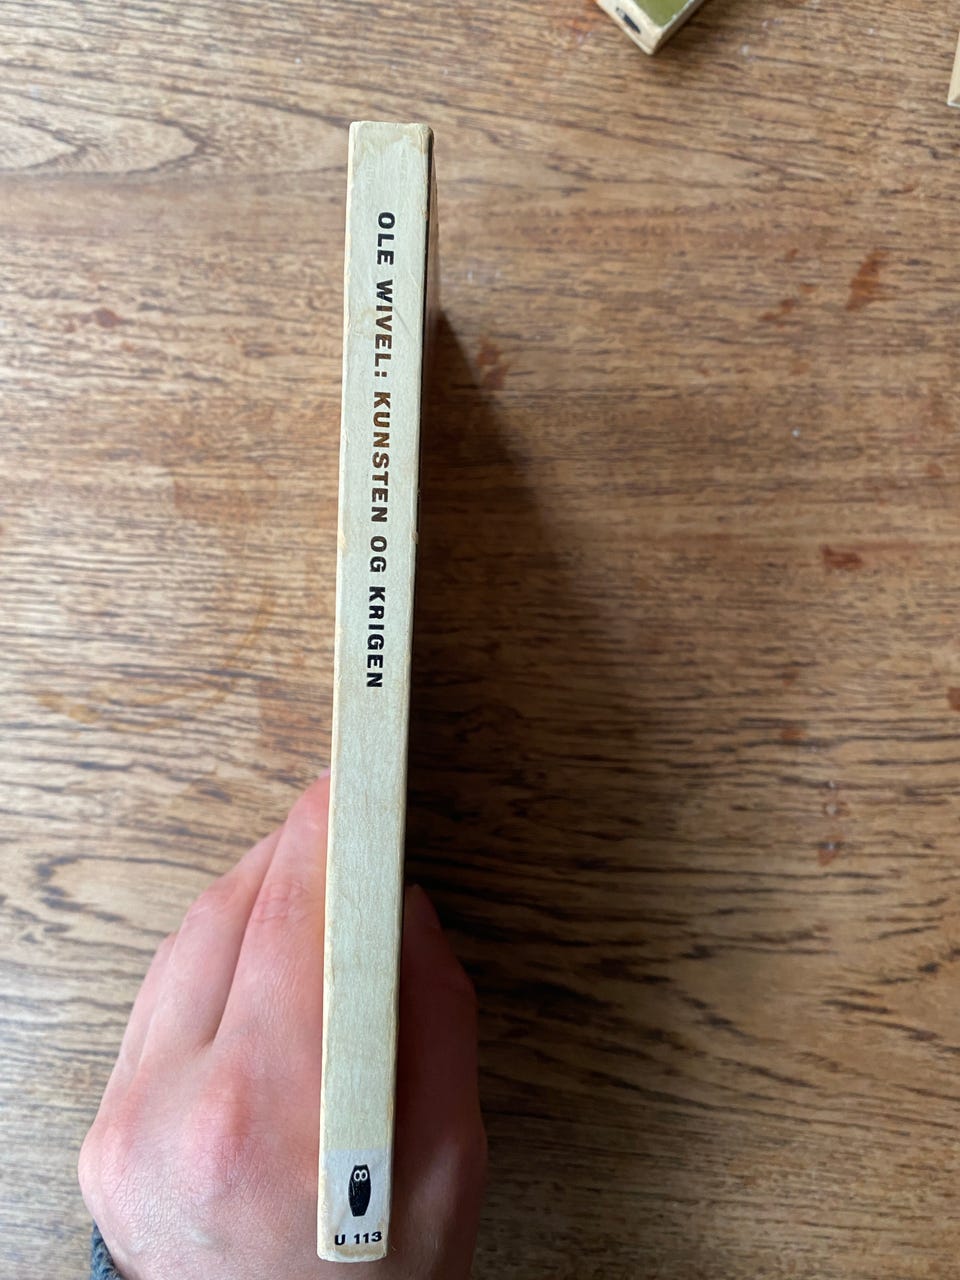 OLE WIVEL: KUNSTEN OG KRIGEN
U 113